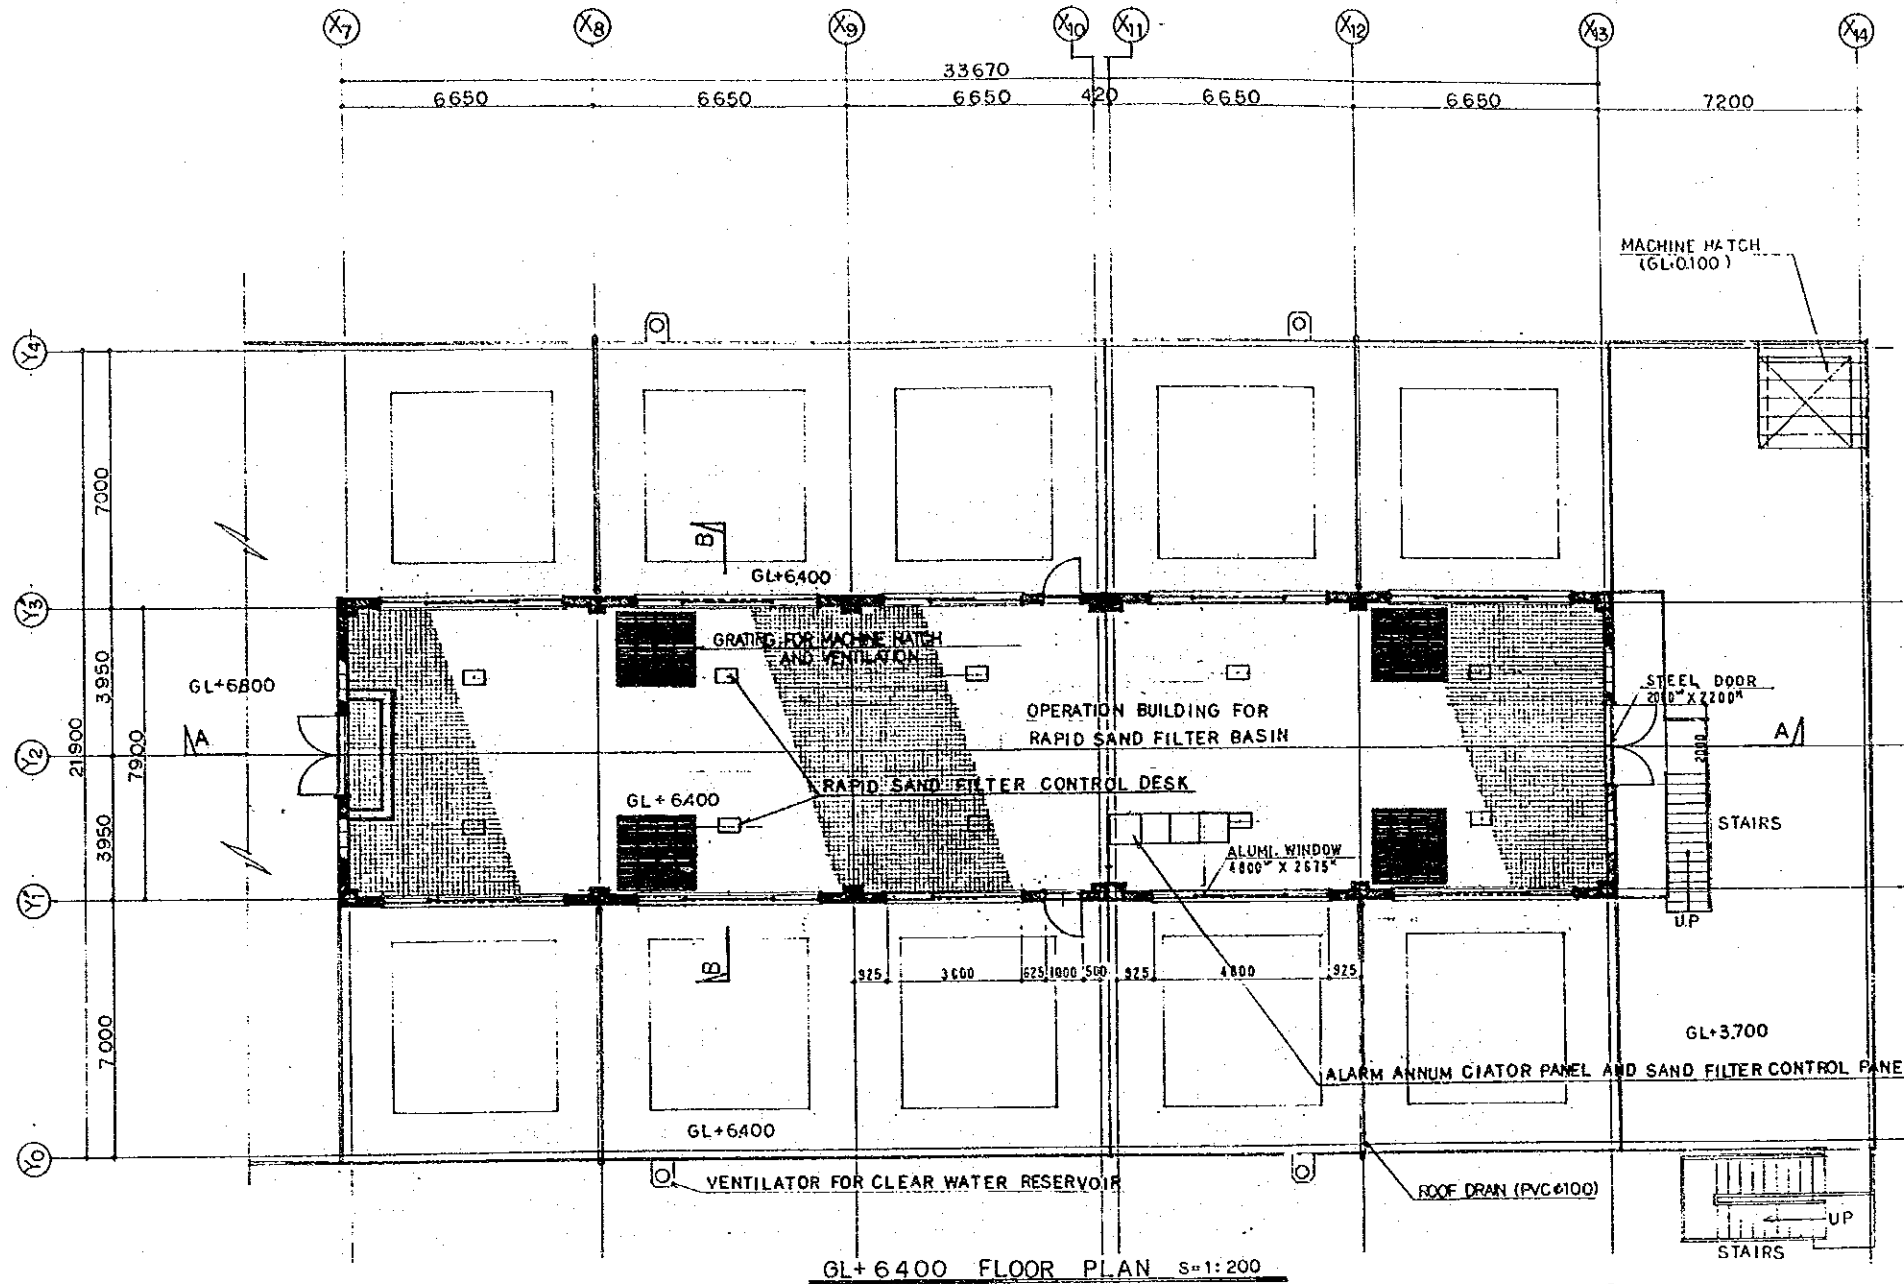 X7 X8 X9 X10 X11 X12 X13 X14
33670
6650 6650 6650 420 6650 6650 7200
MACHINE HATCH
(GL+0.100)
Y4
7000
B
GL+6400
Y3
GRATING FOR MACHINE HATCH
AND VENTILATION
3950
GL+6800
STEEL DOOR
2000W X 2200H
OPERATION BUILDING FOR
RAPID SAND FILTER BASIN
A
A
Y2
21900
7900
2000
RAPID SAND FILTER CONTROL DESK
GL+6400
STAIRS
3950
ALUMI. WINDOW
4800W X 2675H
Y1
UP
B
925 3600 625 1000 500 925 4800 925
7000
GL+3.700
ALARM ANNUM CIATOR PANEL AND SAND FILTER CONTROL PANE
GL+6400
Y0
VENTILATOR FOR CLEAR WATER RESERVOIR
ROOF DRAIN (PVC⌀100)
UP
STAIRS
GL+6400 FLOOR PLAN S=1:200